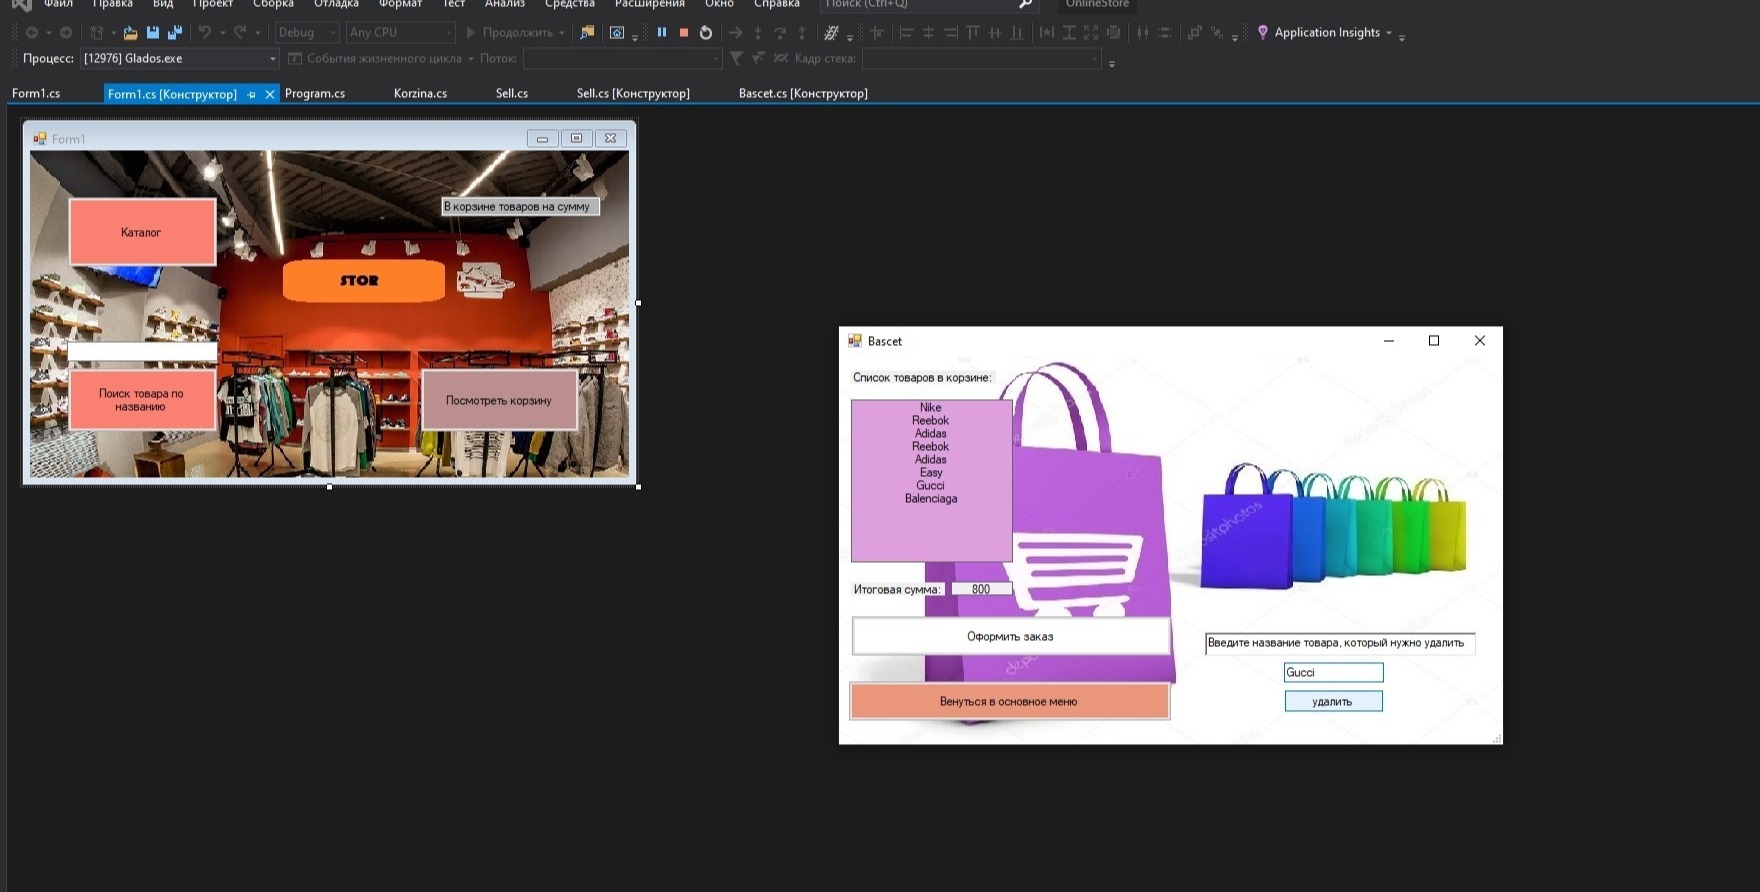 Файл Правка Вид Проект Сборка Отладка Формат Тест Анализ Средства Расширения Окно Справка Поиск (Ctrl+Q) OnlineStore
Debug Any CPU Продолжить Application Insights
Процесс: [12976] Glados.exe События жизненного цикла Поток: Кадр стека:
Form1.cs Form1.cs [Конструктор] Program.cs Korzina.cs Sell.cs Sell.cs [Конструктор] Bascet.cs [Конструктор]
Form1
В корзине товаров на сумму
Каталог
STOR
Поиск товара по
названию
Посмотреть корзину
Bascet
Список товаров в корзине:
Nike
Reebok
Adidas
Reebok
Adidas
Easy
Gucci
Balenciaga
Итоговая сумма: 800
Оформить заказ
Венуться в основное меню
Введите название товара, который нужно удалить
Gucci
удалить
depositphotos